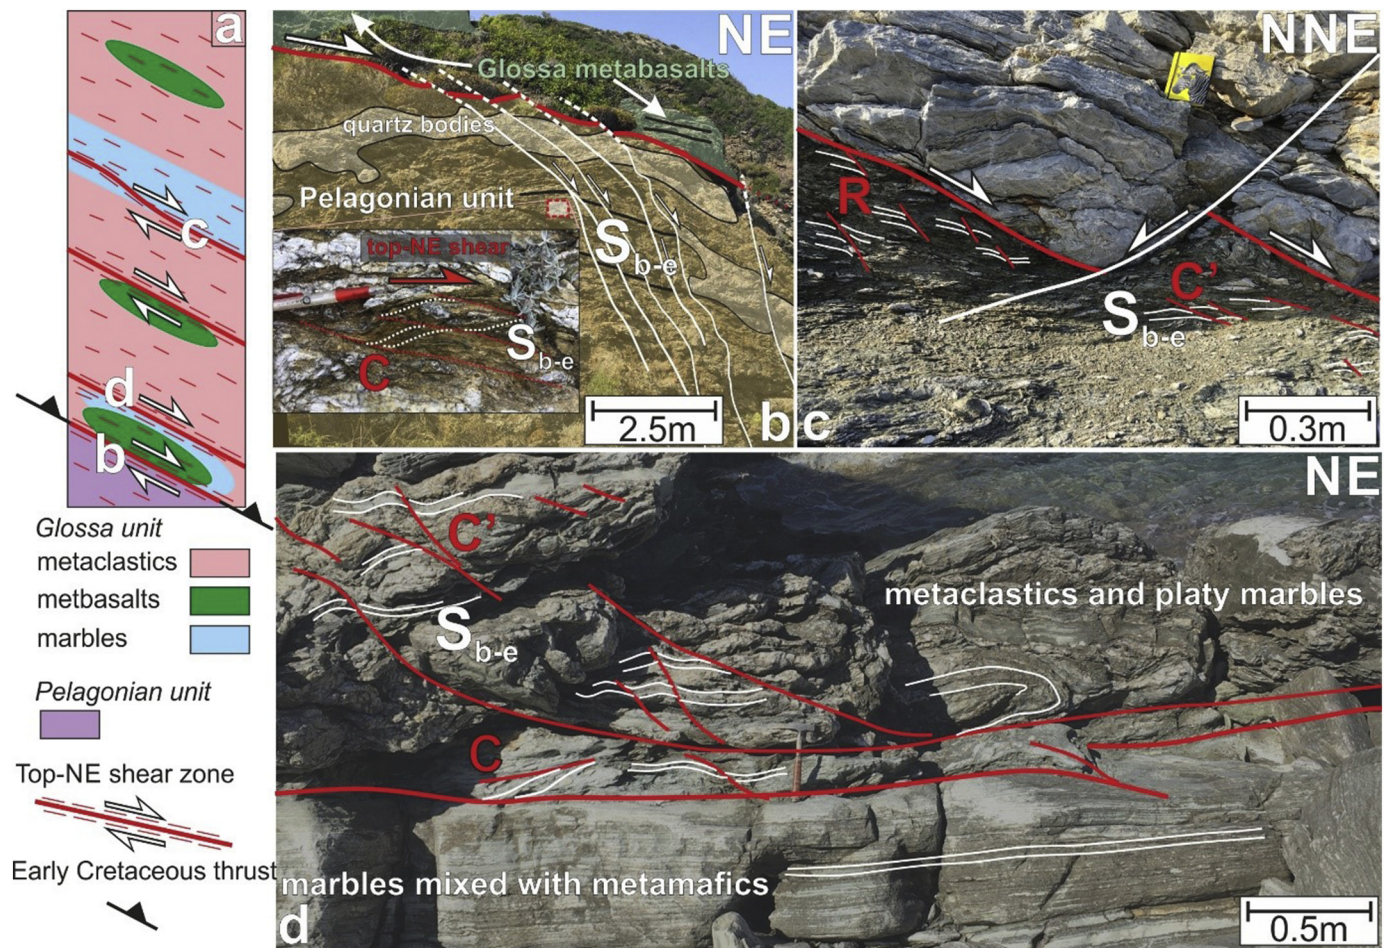 a
c
d
b
Glossa unit
metaclastics
metbasalts
marbles
Pelagonian unit
Top-NE shear zone
Early Cretaceous thrust
NE
Glossa metabasalts
quartz bodies
Pelagonian unit
S b-e
top-NE shear
S b-e
C
2.5m
b
NNE
R
C'
S b-e
c
0.3m
NE
C'
S b-e
metaclastics and platy marbles
C
marbles mixed with metamafics
d
0.5m